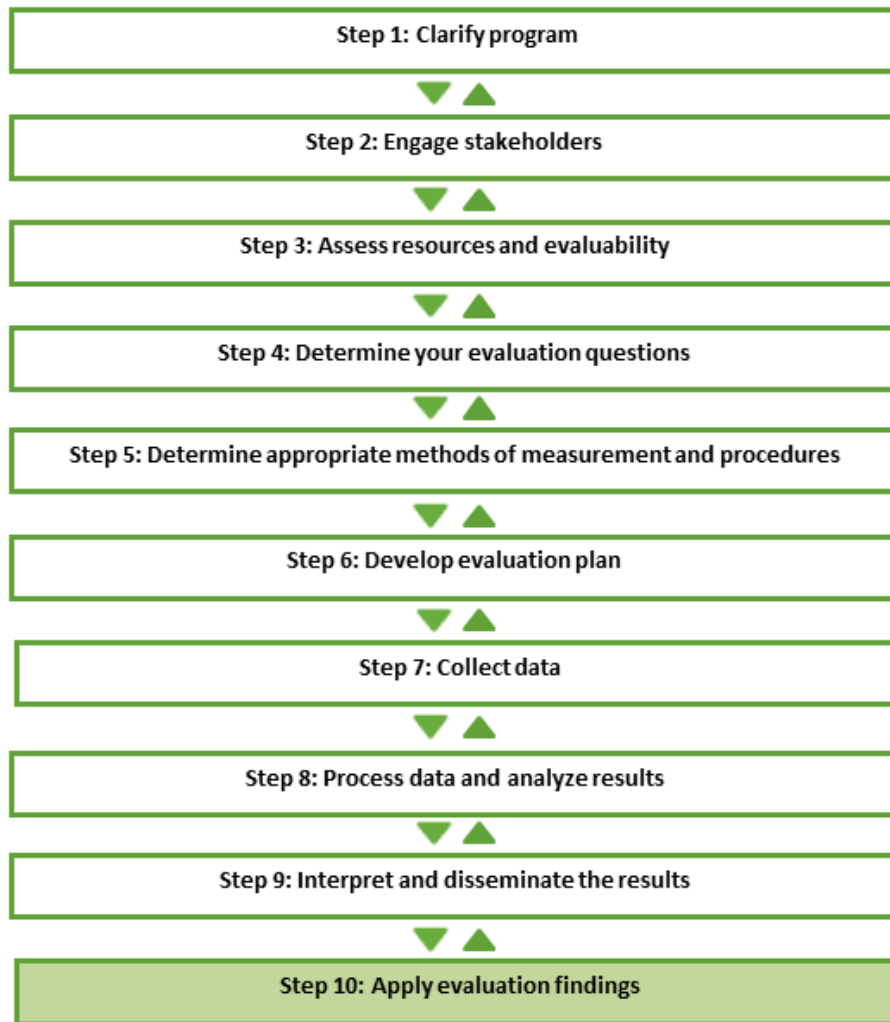 Step 1: Clarify program
Step 2: Engage stakeholders
Step 3: Assess resources and evaluability
Step 4: Determine your evaluation questions
Step 5: Determine appropriate methods of measurement and procedures
Step 6: Develop evaluation plan
Step 7: Collect data
Step 8: Process data and analyze results
Step 9: Interpret and disseminate the results
Step 10: Apply evaluation findings